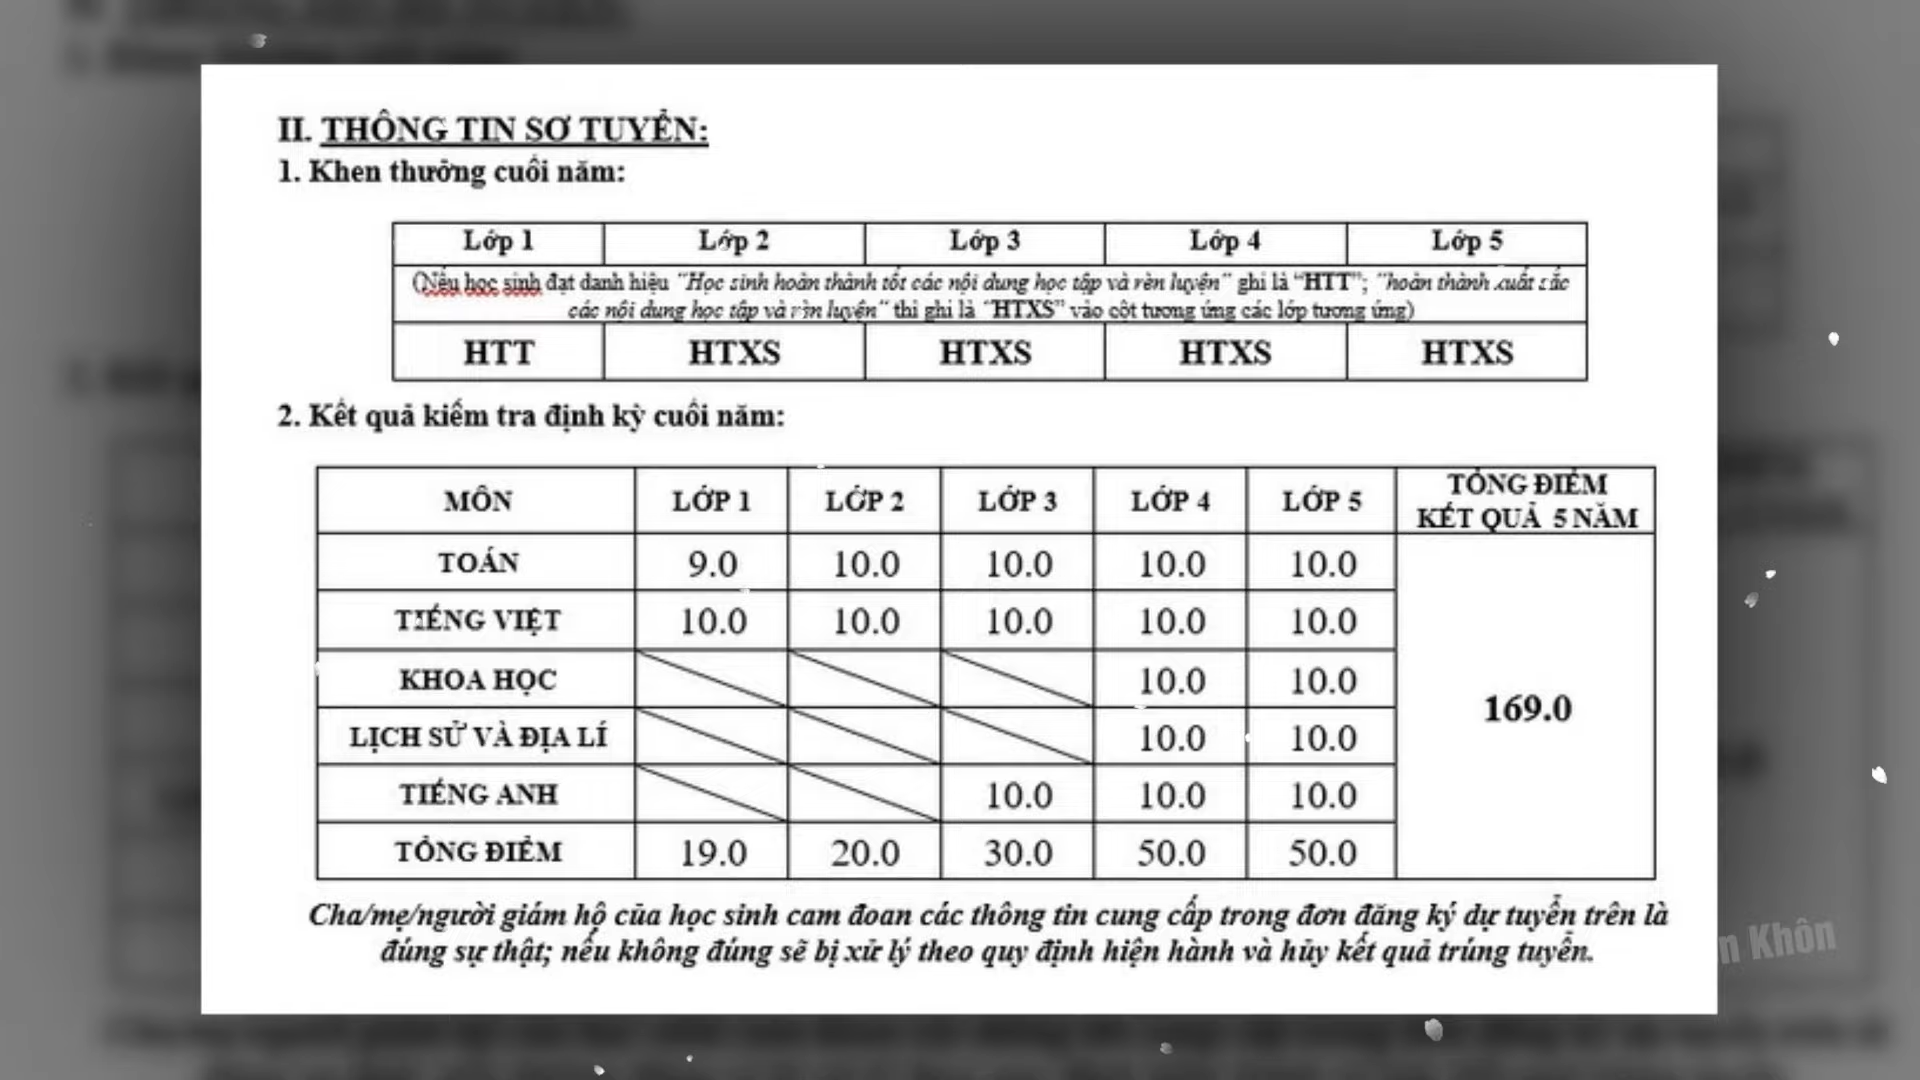 II. THÔNG TIN SƠ TUYỂN:
1. Khen thưởng cuối năm:
Lớp 1 Lớp 2 Lớp 3 Lớp 4 Lớp 5
(Nếu học sinh đạt danh hiệu "Học sinh hoàn thành tốt các nội dung học tập và rèn luyện" ghi là "HTT"; "hoàn thành xuất sắc
các nội dung học tập và rèn luyện" thì ghi là "HTXS" vào cột tương ứng các lớp tương ứng)
HTT HTXS HTXS HTXS HTXS
2. Kết quả kiểm tra định kỳ cuối năm:
MÔN LỚP 1 LỚP 2 LỚP 3 LỚP 4 LỚP 5 TỔNG ĐIỂM
KẾT QUẢ 5 NĂM
TOÁN 9.0 10.0 10.0 10.0 10.0
TIẾNG VIỆT 10.0 10.0 10.0 10.0 10.0
KHOA HỌC 10.0 10.0
169.0
LỊCH SỬ VÀ ĐỊA LÍ 10.0 10.0
TIẾNG ANH 10.0 10.0 10.0
TỔNG ĐIỂM 19.0 20.0 30.0 50.0 50.0
Cha/mẹ/người giám hộ của học sinh cam đoan các thông tin cung cấp trong đơn đăng ký dự tuyển trên là
đúng sự thật; nếu không đúng sẽ bị xử lý theo quy định hiện hành và hủy kết quả trúng tuyển.
Khôn